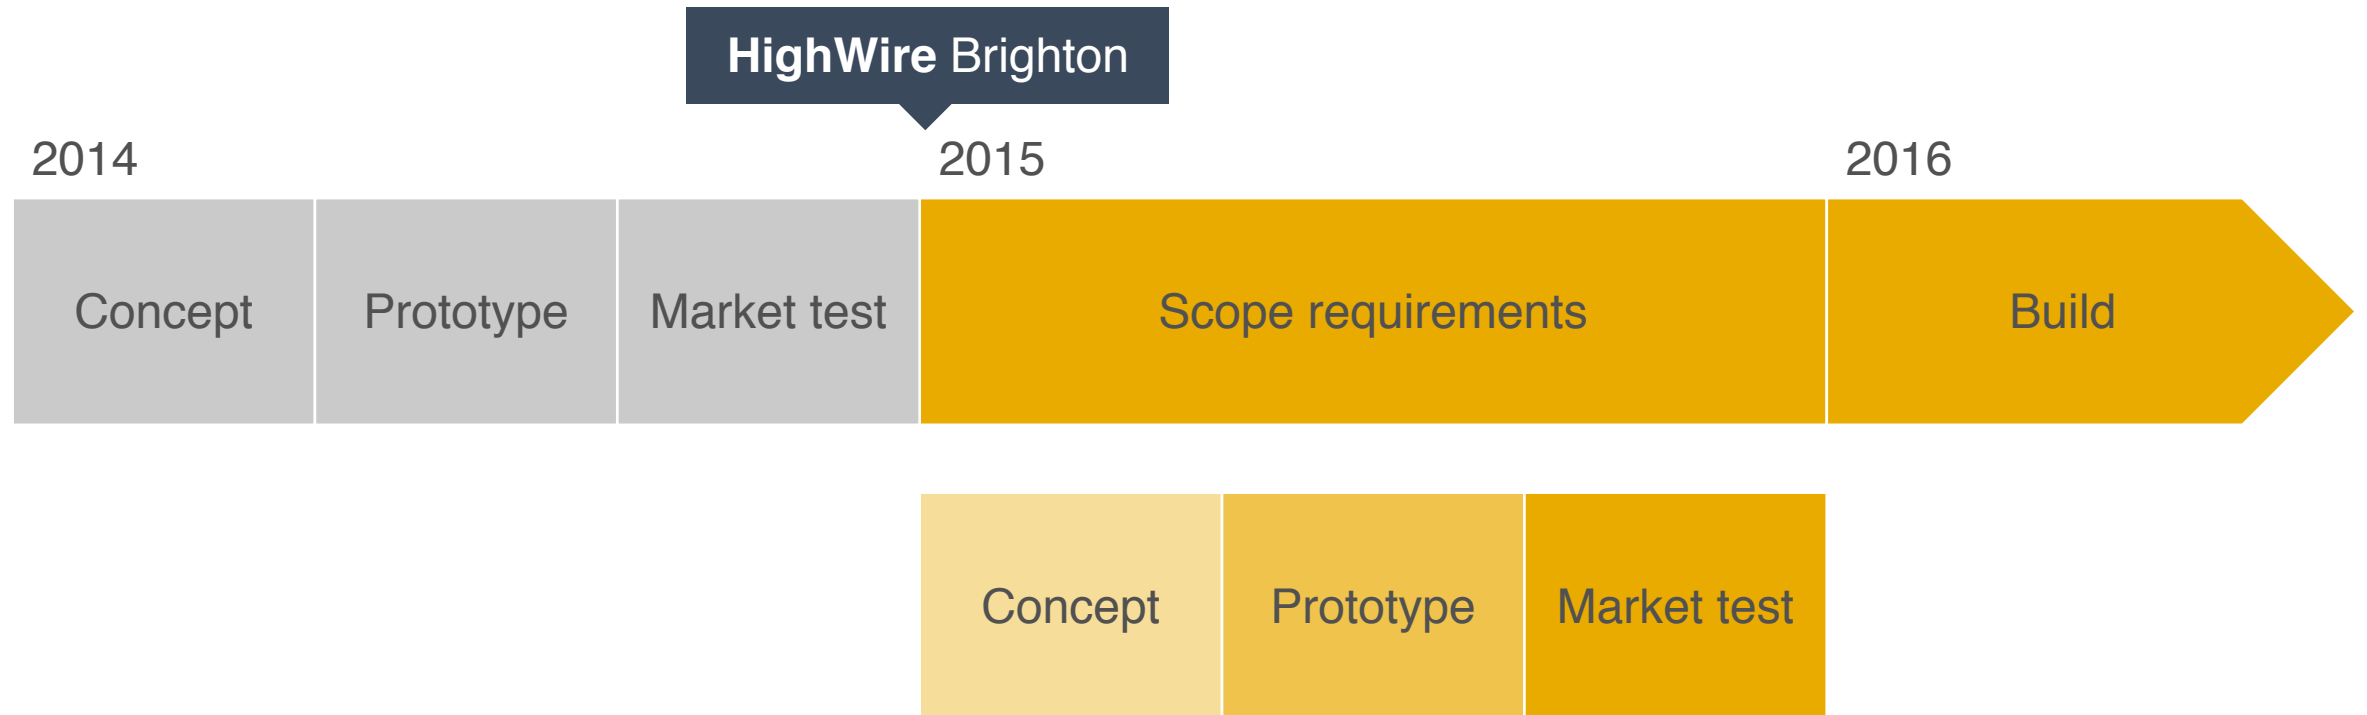 HighWire Brighton
2014
2015
2016
Concept
Prototype
Market test
Scope requirements
Build
Concept
Prototype
Market test